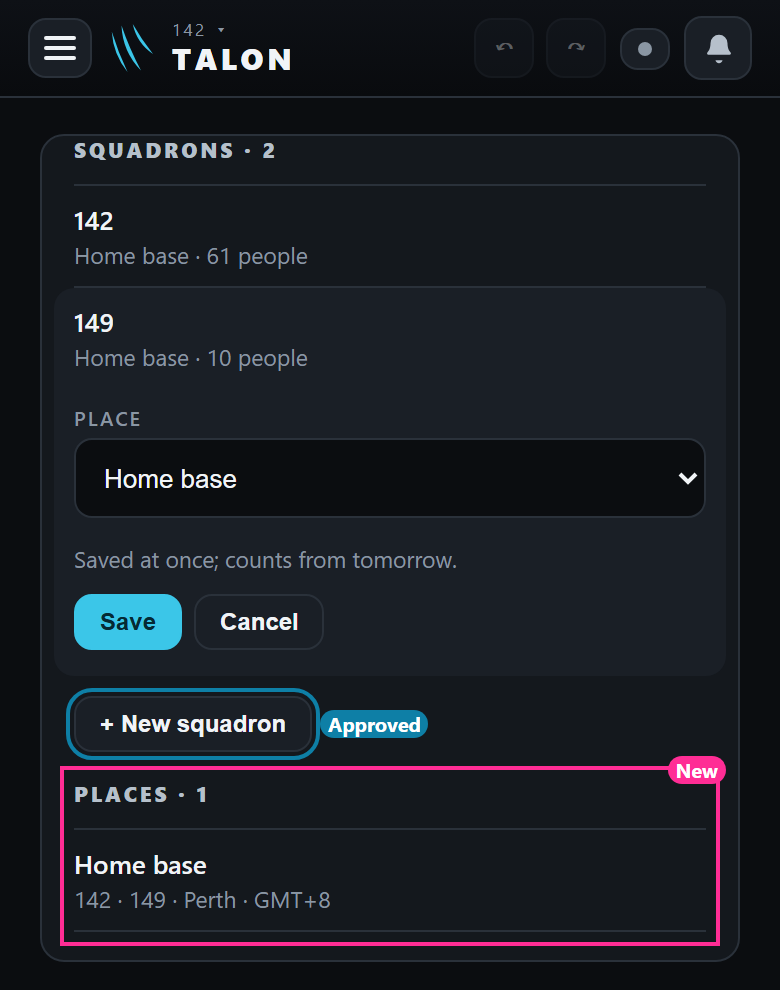 142
TALON
SQUADRONS · 2
142
Home base · 61 people
149
Home base · 10 people
PLACE
Home base
Saved at once; counts from tomorrow.
Save Cancel
+ New squadron Approved
New
PLACES · 1
Home base
142 · 149 · Perth · GMT+8